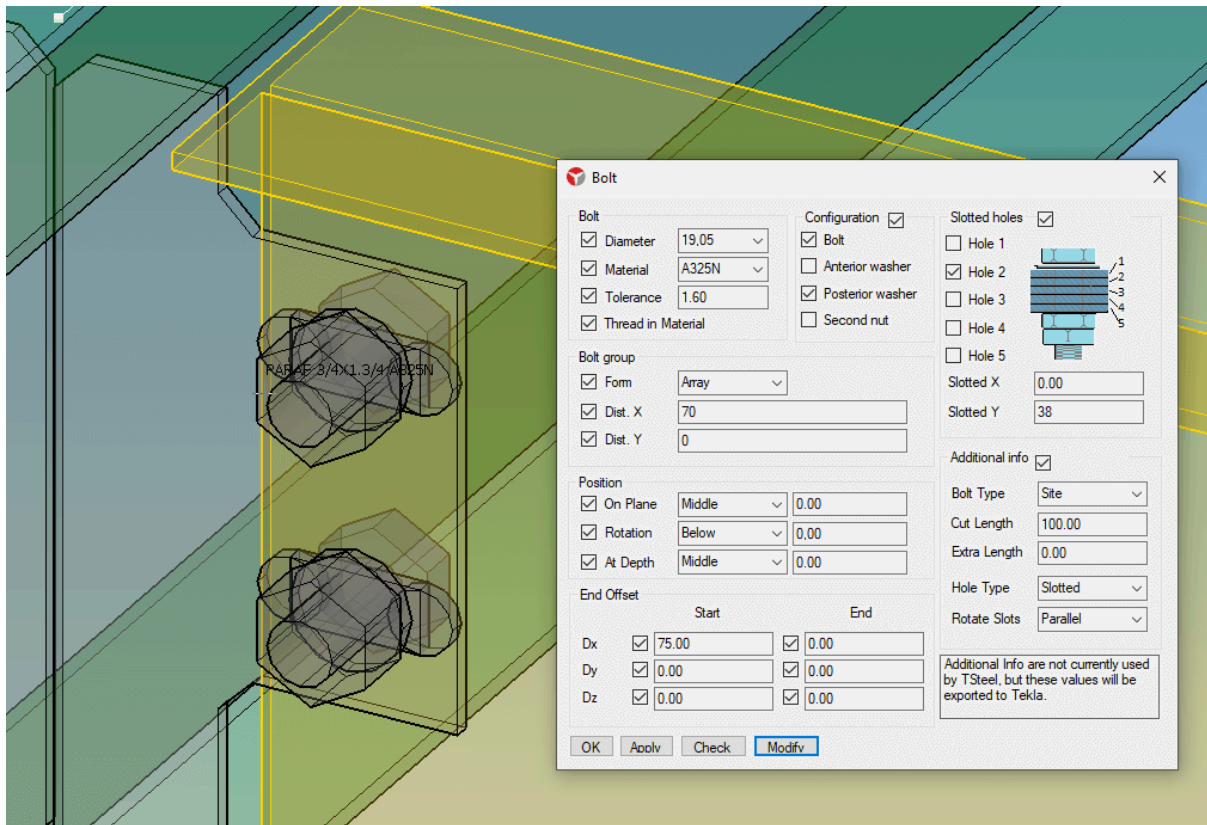 PARAF 3/4X1.3/4 A325N
Bolt
Bolt
Diameter 19,05
Material A325N
Tolerance 1.60
Thread in Material
Configuration
Bolt
Anterior washer
Posterior washer
Second nut
Slotted holes
Hole 1
Hole 2
Hole 3
Hole 4
Hole 5
1
2
3
4
5
Slotted X 0.00
Slotted Y 38
Bolt group
Form Array
Dist. X 70
Dist. Y 0
Position
On Plane Middle 0.00
Rotation Below 0,00
At Depth Middle 0.00
End Offset
Start End
Dx 75.00 0.00
Dy 0.00 0.00
Dz 0.00 0.00
Additional info
Bolt Type Site
Cut Length 100.00
Extra Length 0.00
Hole Type Slotted
Rotate Slots Parallel
Additional Info are not currently used
by TSteel, but these values will be
exported to Tekla.
OK Apply Check Modify